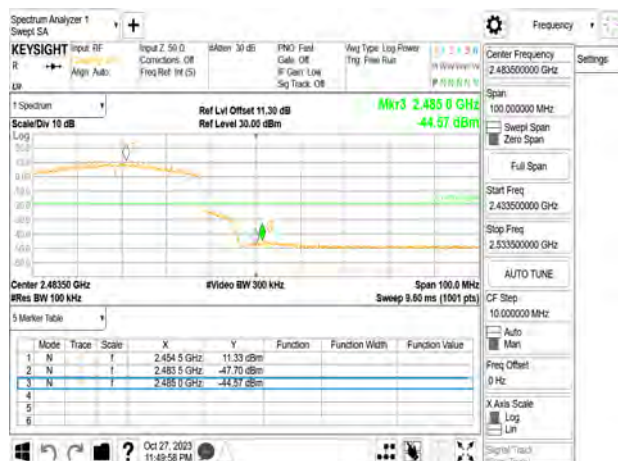 Spectrum Analyzer 1
Swept SA
Frequency
KEYSIGHT
Input: RF
Align: Auto
Input Z: 50 Ω
Corrections: Off
Freq Ref: Int (S)
#Atten: 30 dB
PNO: Fast
Gate: Off
IF Gain: Low
Sig Track: Off
Avg Type: Log-Power
Trig: Free Run
Center Frequency
2.483500000 GHz
Settings
Span
100.000000 MHz
Swept Span
Zero Span
Full Span
Start Freq
2.433500000 GHz
Stop Freq
2.533500000 GHz
AUTO TUNE
CF Step
10.000000 MHz
Auto
Man
Freq Offset
0 Hz
X Axis Scale
Log
Lin
1 Spectrum
Scale/Div 10 dB
Ref Lvl Offset 11.30 dB
Ref Level 30.00 dBm
Mkr3 2.485 0 GHz
-44.57 dBm
Log
Center 2.48350 GHz
#Res BW 100 kHz
#Video BW 300 kHz
Span 100.0 MHz
Sweep 9.60 ms (1001 pts)
5 Marker Table
Mode Trace Scale X Y Function Function Width Function Value
1 N f 2.454 5 GHz 11.33 dBm
2 N f 2.483 5 GHz -47.70 dBm
3 N f 2.485 0 GHz -44.57 dBm
4
5
6
Oct 27, 2023
11:49:58 PM
Signal Track